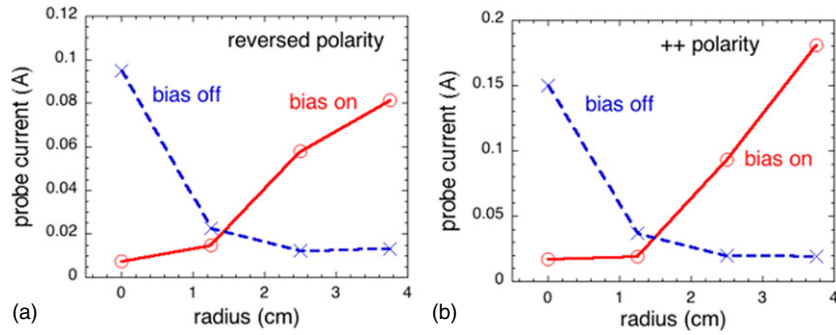 0.12
0.1
0.08
0.06
0.04
0.02
0
probe current (A)
reversed polarity
bias off
bias on
0 1 2 3 4
radius (cm)
(a)
0.2
0.15
0.1
0.05
0
probe current (A)
++ polarity
bias off
bias on
0 1 2 3 4
radius (cm)
(b)